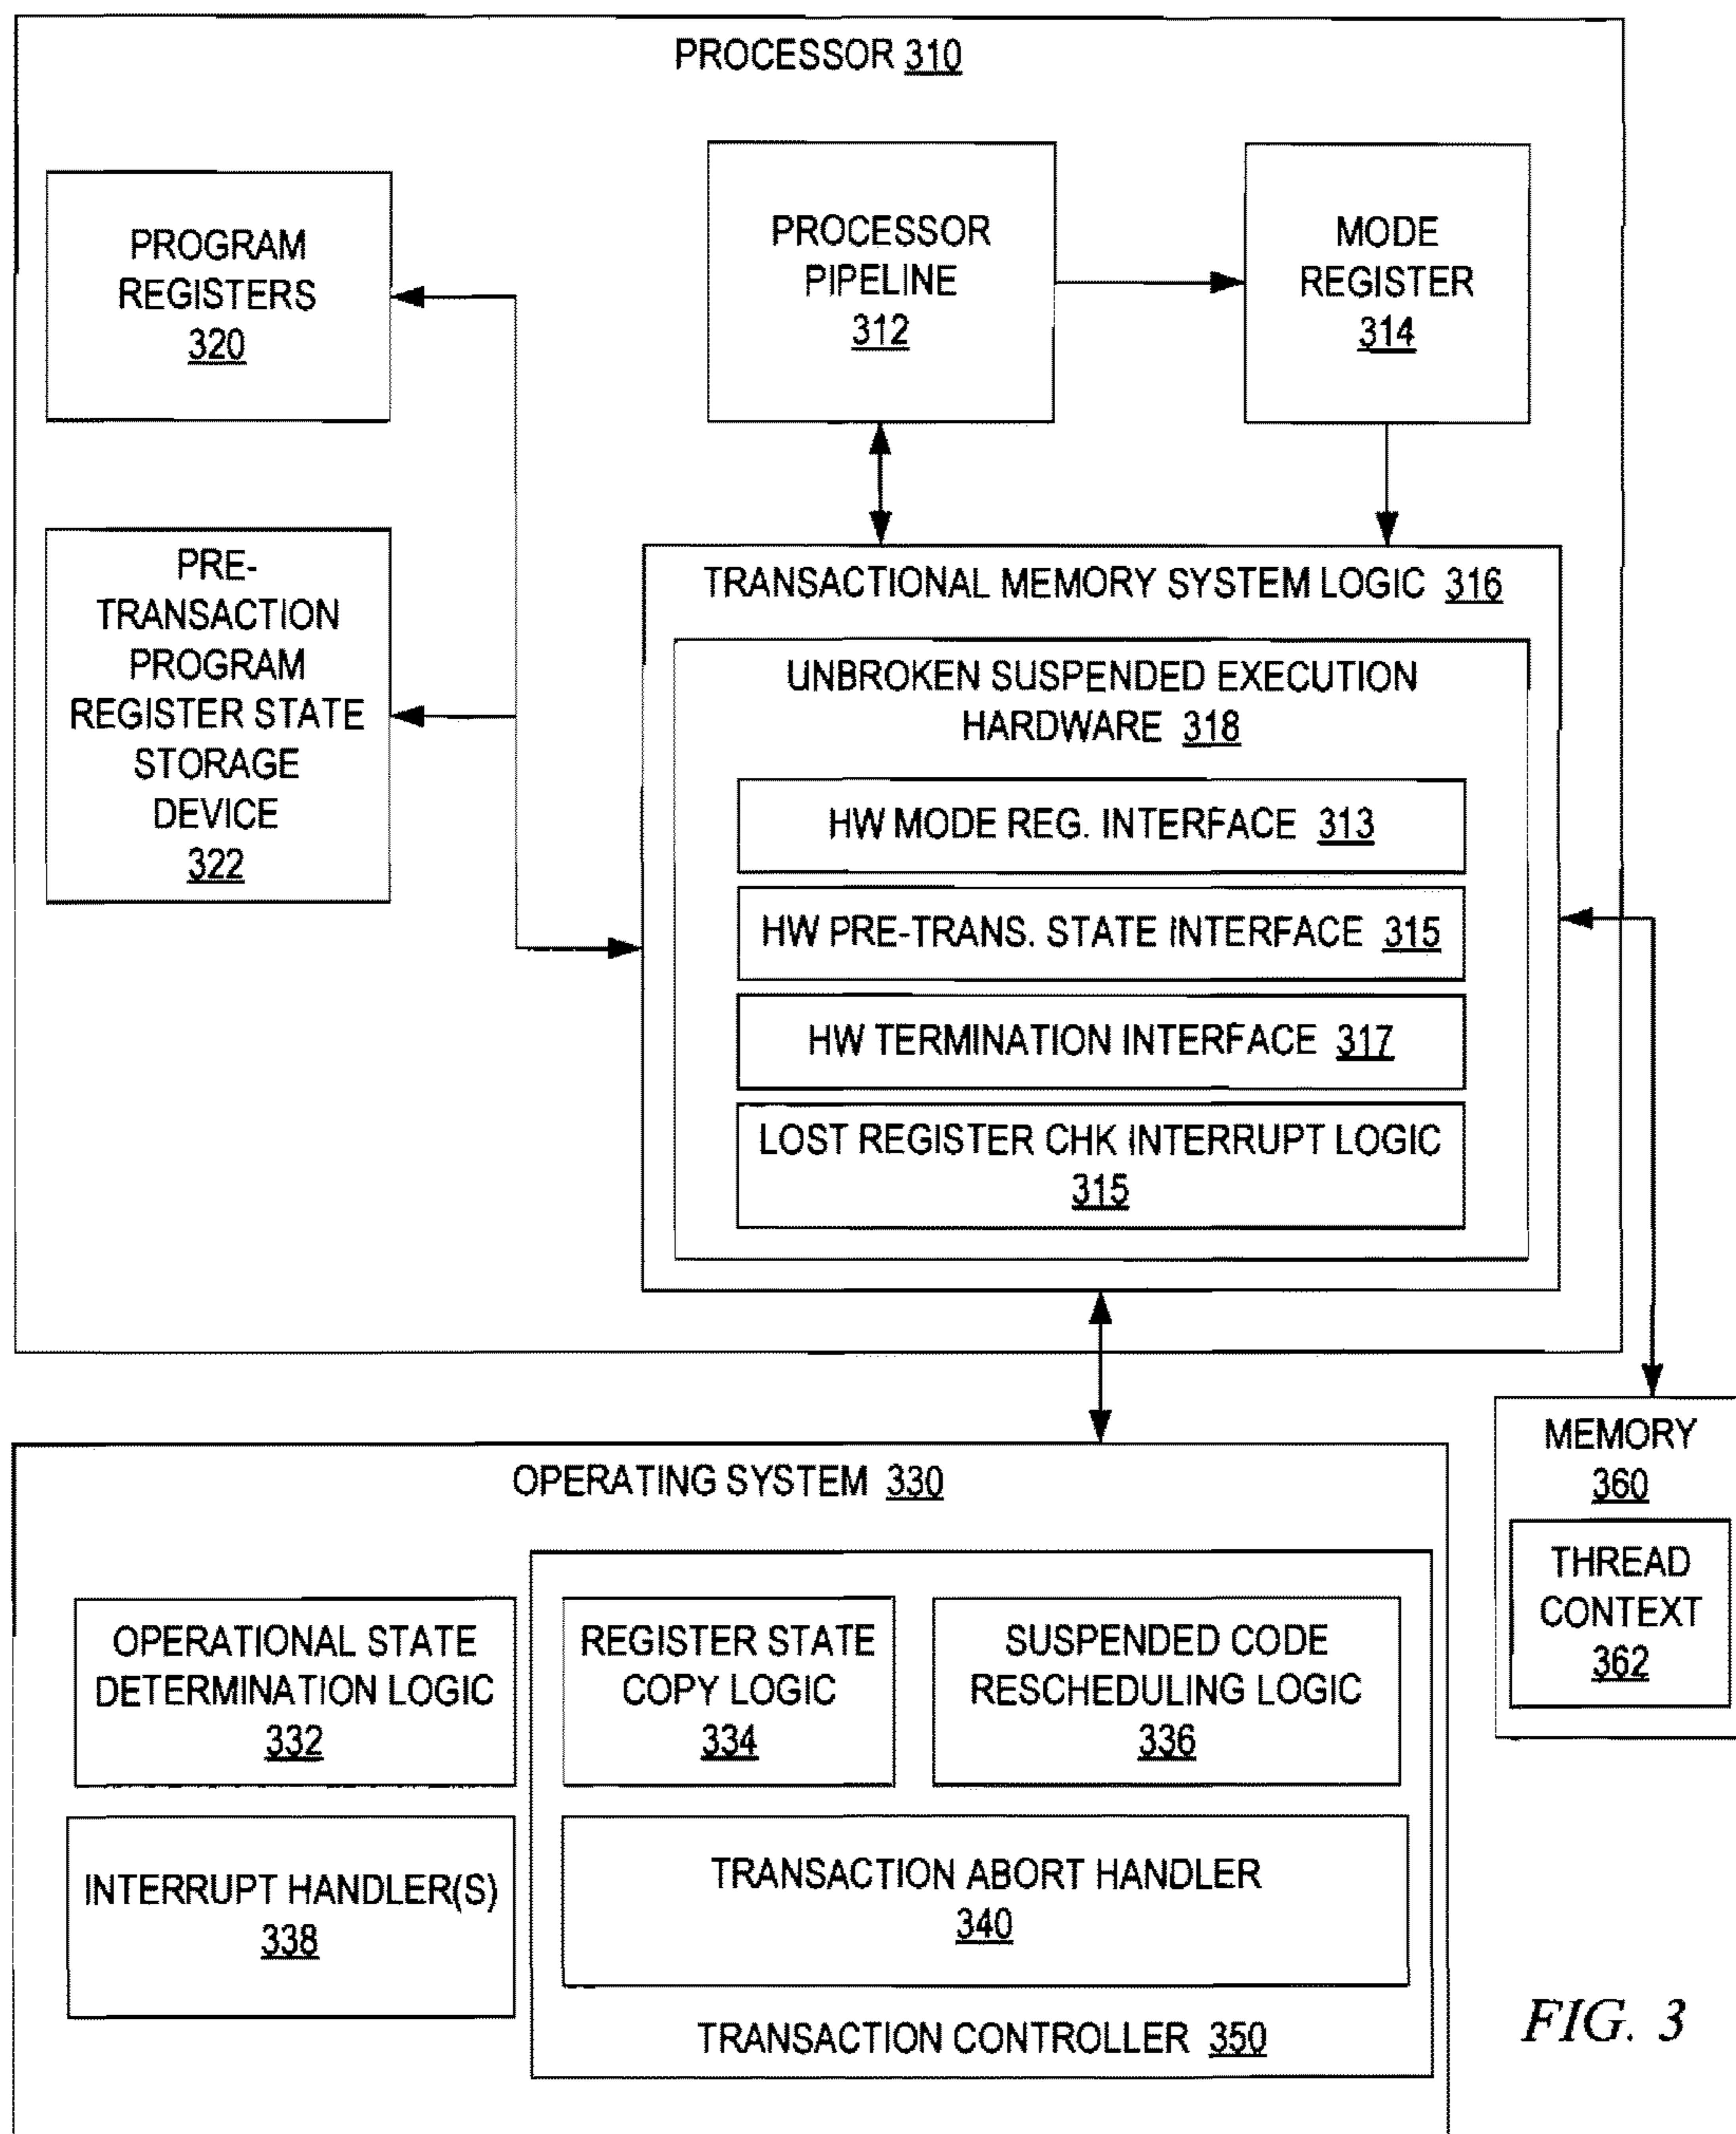 PROCESSOR 310
PROGRAM
REGISTERS
320
PROCESSOR
PIPELINE
312
MODE
REGISTER
314
PRE-
TRANSACTION
PROGRAM
REGISTER STATE
STORAGE
DEVICE
322
TRANSACTIONAL MEMORY SYSTEM LOGIC 316
UNBROKEN SUSPENDED EXECUTION
HARDWARE 318
HW MODE REG. INTERFACE 313
HW PRE-TRANS. STATE INTERFACE 315
HW TERMINATION INTERFACE 317
LOST REGISTER CHK INTERRUPT LOGIC
315
OPERATING SYSTEM 330
OPERATIONAL STATE
DETERMINATION LOGIC
332
REGISTER STATE
COPY LOGIC
334
SUSPENDED CODE
RESCHEDULING LOGIC
336
INTERRUPT HANDLER(S)
338
TRANSACTION ABORT HANDLER
340
TRANSACTION CONTROLLER 350
MEMORY
360
THREAD
CONTEXT
362
FIG. 3